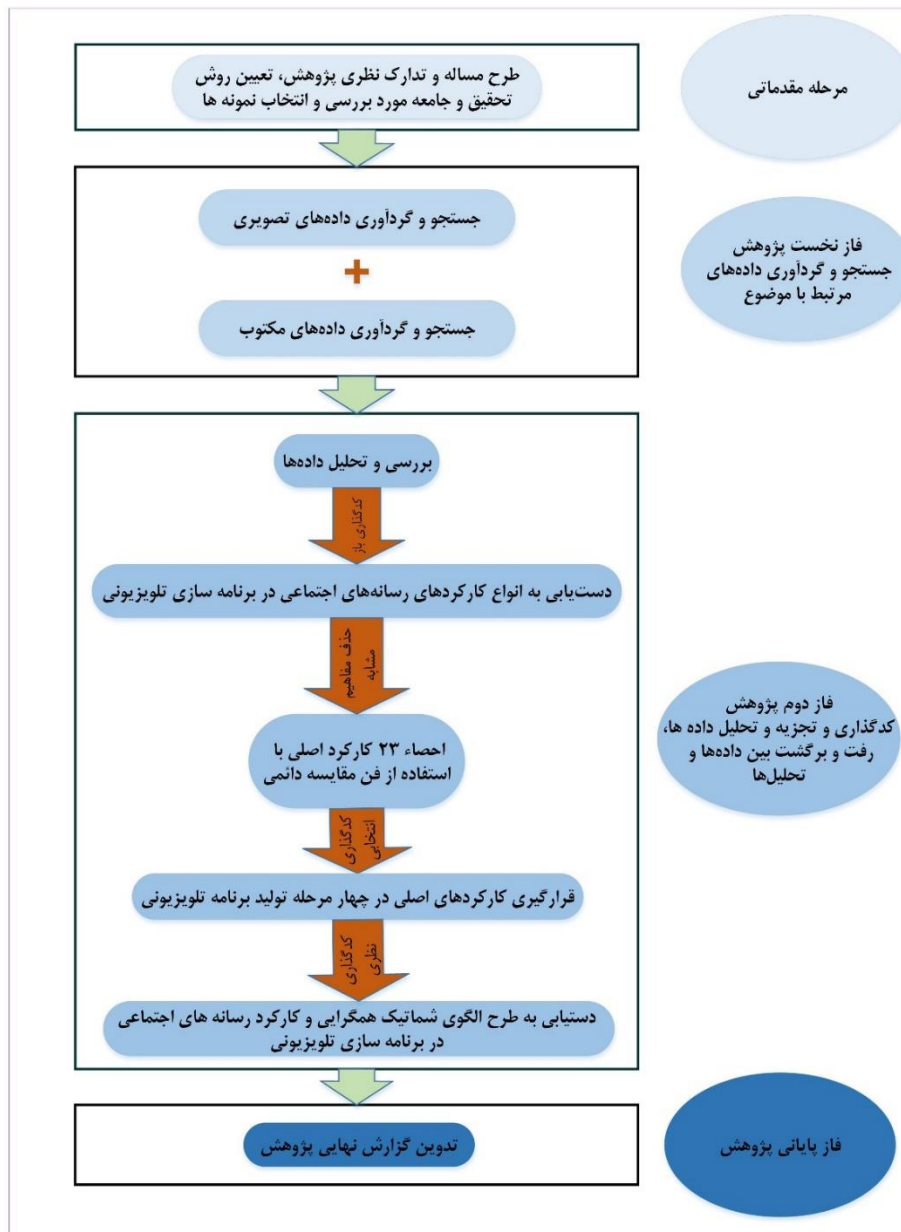 مرحله مقدماتی
طرح مساله و تدارک نظری پژوهش، تعیین روش
تحقیق و جامعه مورد بررسی و انتخاب نمونه ها
فاز نخست پژوهش
جستجو و گردآوری داده‌های
مرتبط با موضوع
جستجو و گردآوری داده‌های تصویری
+
جستجو و گردآوری داده‌های مکتوب
فاز دوم پژوهش
کدگذاری و تجزیه و تحلیل داده ها،
رفت و برگشت بین داده‌ها و
تحلیل‌ها
بررسی و تحلیل داده‌ها
کدگذاری باز
دست‌یابی به انواع کارکردهای رسانه‌های اجتماعی در برنامه سازی تلویزیونی
حذف مفاهیم
مشابه
احصاء ۲۳ کارکرد اصلی با
استفاده از فن مقایسه دائمی
کدگذاری
انتخابی
قرارگیری کارکردهای اصلی در چهار مرحله تولید برنامه تلویزیونی
کدگذاری
نظری
دستیابی به طرح الگوی شماتیک همگرایی و کارکرد رسانه های اجتماعی
در برنامه سازی تلویزیونی
فاز پایانی پژوهش
تدوین گزارش نهایی پژوهش